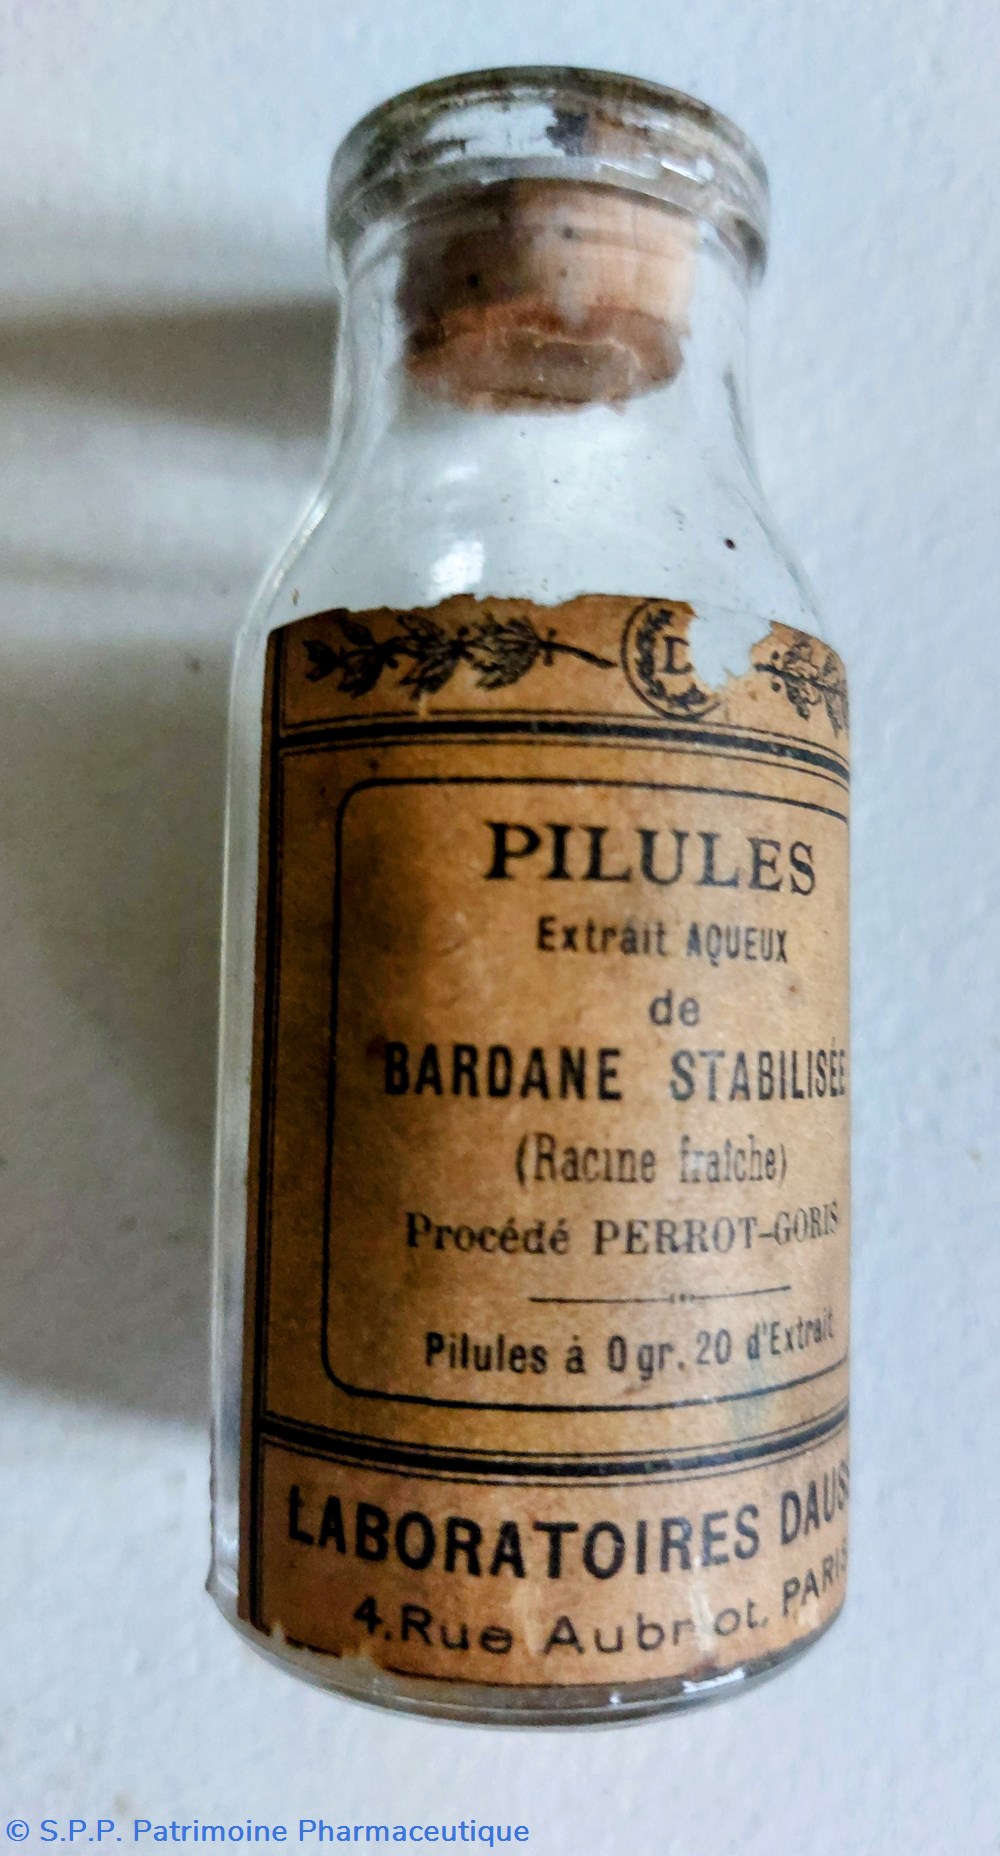 D
PILULES
Extrait AQUEUX
de
BARDANE STABILISÉE
(Racine fraîche)
Procédé PERROT-GORIS
Pilules à 0 gr. 20 d'Extrait
LABORATOIRES DAUS
4. Rue Aubriot, PARIS
© S.P.P. Patrimoine Pharmaceutique